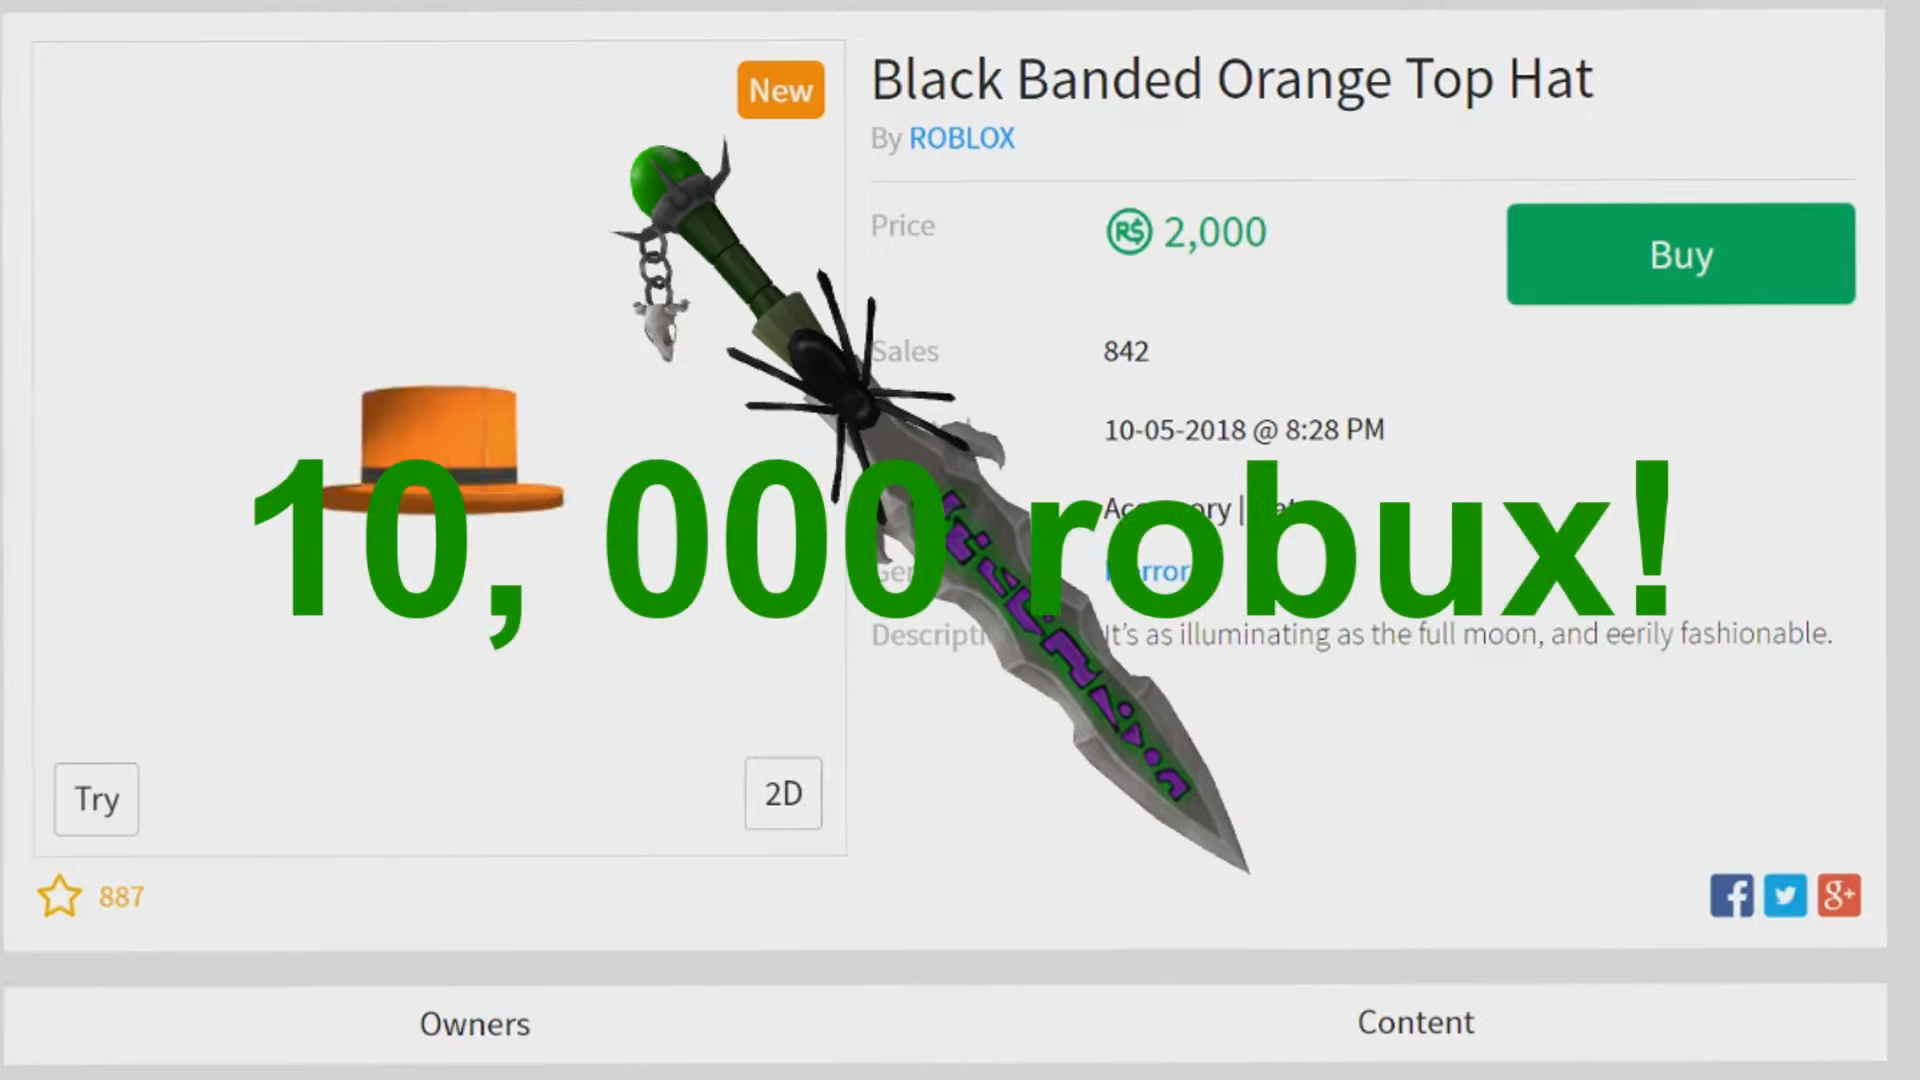 New
Black Banded Orange Top Hat
By ROBLOX
Price
R$ 2,000
Buy
Sales
842
10-05-2018 @ 8:28 PM
10, 000 robux!
It's as illuminating as the full moon, and eerily fashionable.
Try
2D
887
f
g+
Owners
Content